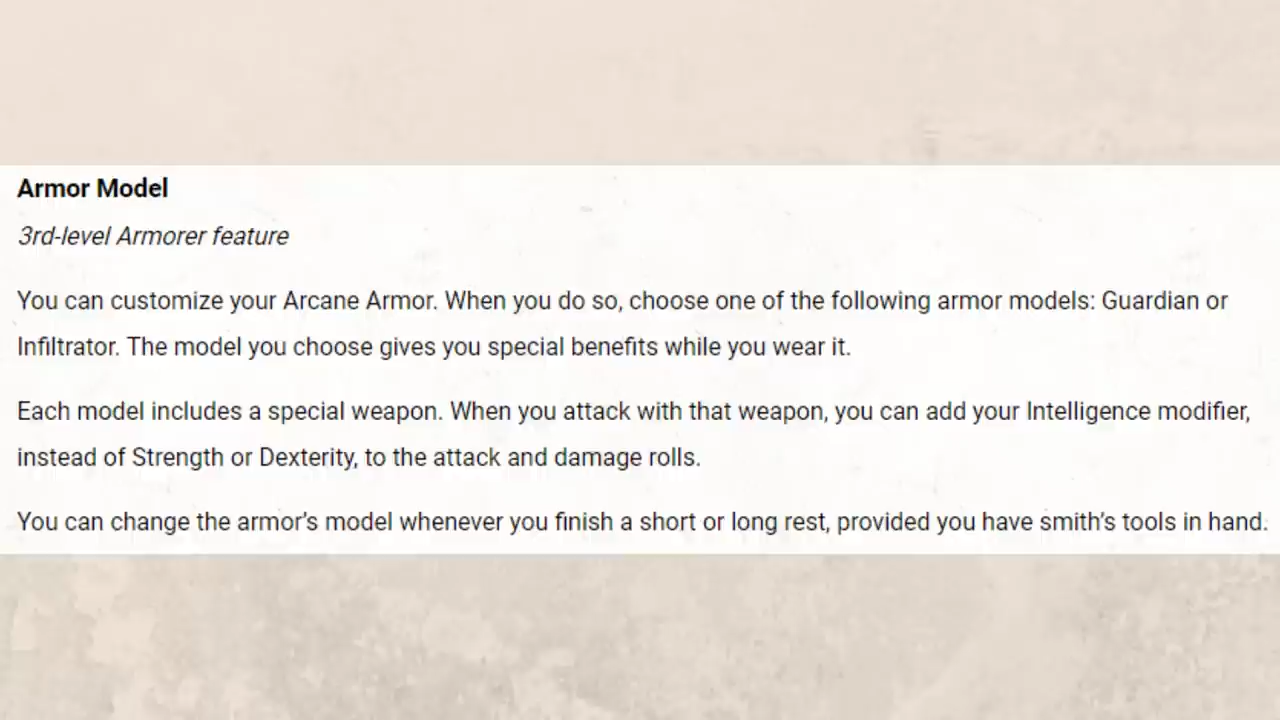 Armor Model
3rd-level Armorer feature
You can customize your Arcane Armor. When you do so, choose one of the following armor models: Guardian or
Infiltrator. The model you choose gives you special benefits while you wear it.
Each model includes a special weapon. When you attack with that weapon, you can add your Intelligence modifier,
instead of Strength or Dexterity, to the attack and damage rolls.
You can change the armor’s model whenever you finish a short or long rest, provided you have smith’s tools in hand.